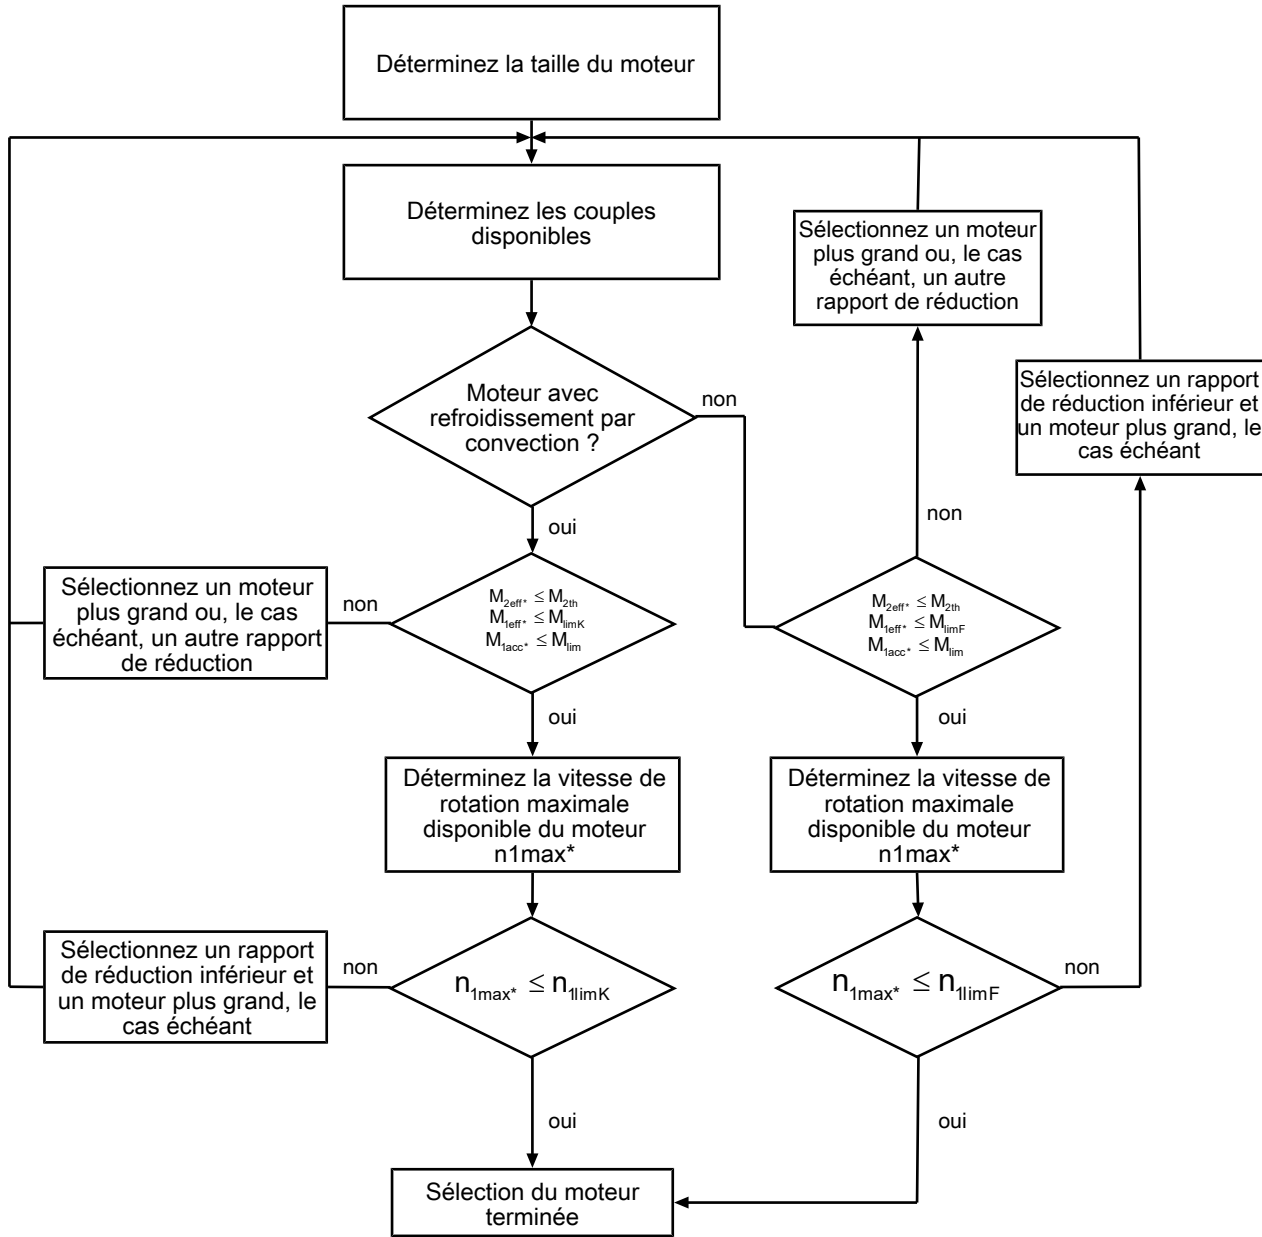 Déterminez la taille du moteur
Déterminez les couples
disponibles
Sélectionnez un moteur
plus grand ou, le cas
échéant, un autre
rapport de réduction
Moteur avec
refroidissement par
convection ?
non
Sélectionnez un rapport
de réduction inférieur et
un moteur plus grand, le
cas échéant
oui
non
Sélectionnez un moteur
plus grand ou, le cas
échéant, un autre rapport
de réduction
non
M2eff* ≤ M2th
M1eff* ≤ MlimK
M1acc* ≤ Mlim
M2eff* ≤ M2th
M1eff* ≤ MlimF
M1acc* ≤ Mlim
oui
oui
Déterminez la vitesse de
rotation maximale
disponible du moteur
n1max*
Déterminez la vitesse de
rotation maximale
disponible du moteur
n1max*
Sélectionnez un rapport
de réduction inférieur et
un moteur plus grand, le
cas échéant
non
n1max* ≤ n1limK
n1max* ≤ n1limF
non
oui
oui
Sélection du moteur
terminée